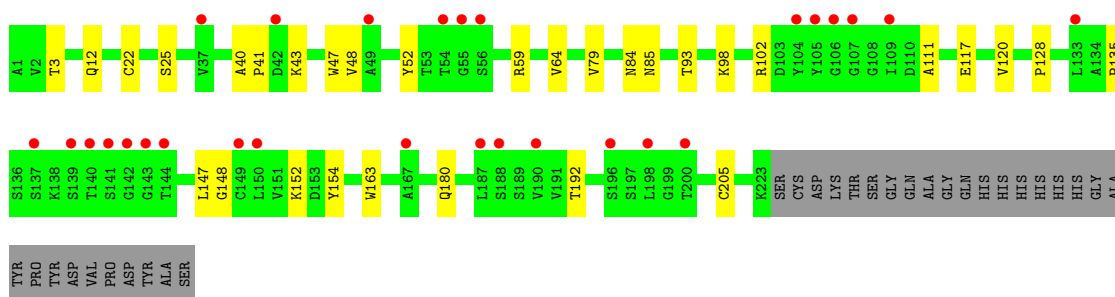 A1 V2 T3 Q12 C22 S25 V37 A40 P41 D42 K43 W47 V48 A49 Y52 T53 T54 G55 S56 R59 V64 V79 N84 N85 T93 K98 R102 D103 Y104 Y105 G106 G107 G108 I109 D110 A111 E117 V120 P128 L133 A134 P135
S136 S137 K138 S139 T140 S141 G142 G143 T144 L147 G148 C149 L150 V151 K152 D153 Y154 W163 A167 Q180 L187 S188 S189 V190 V191 T192 S196 S197 L198 G199 T200 C205 K223 SER CYS ASP LYS THR SER GLY GLN ALA GLY GLN HIS HIS HIS HIS HIS HIS GLY ALA
TYR PRO TYR ASP VAL PRO ASP TYR ALA SER